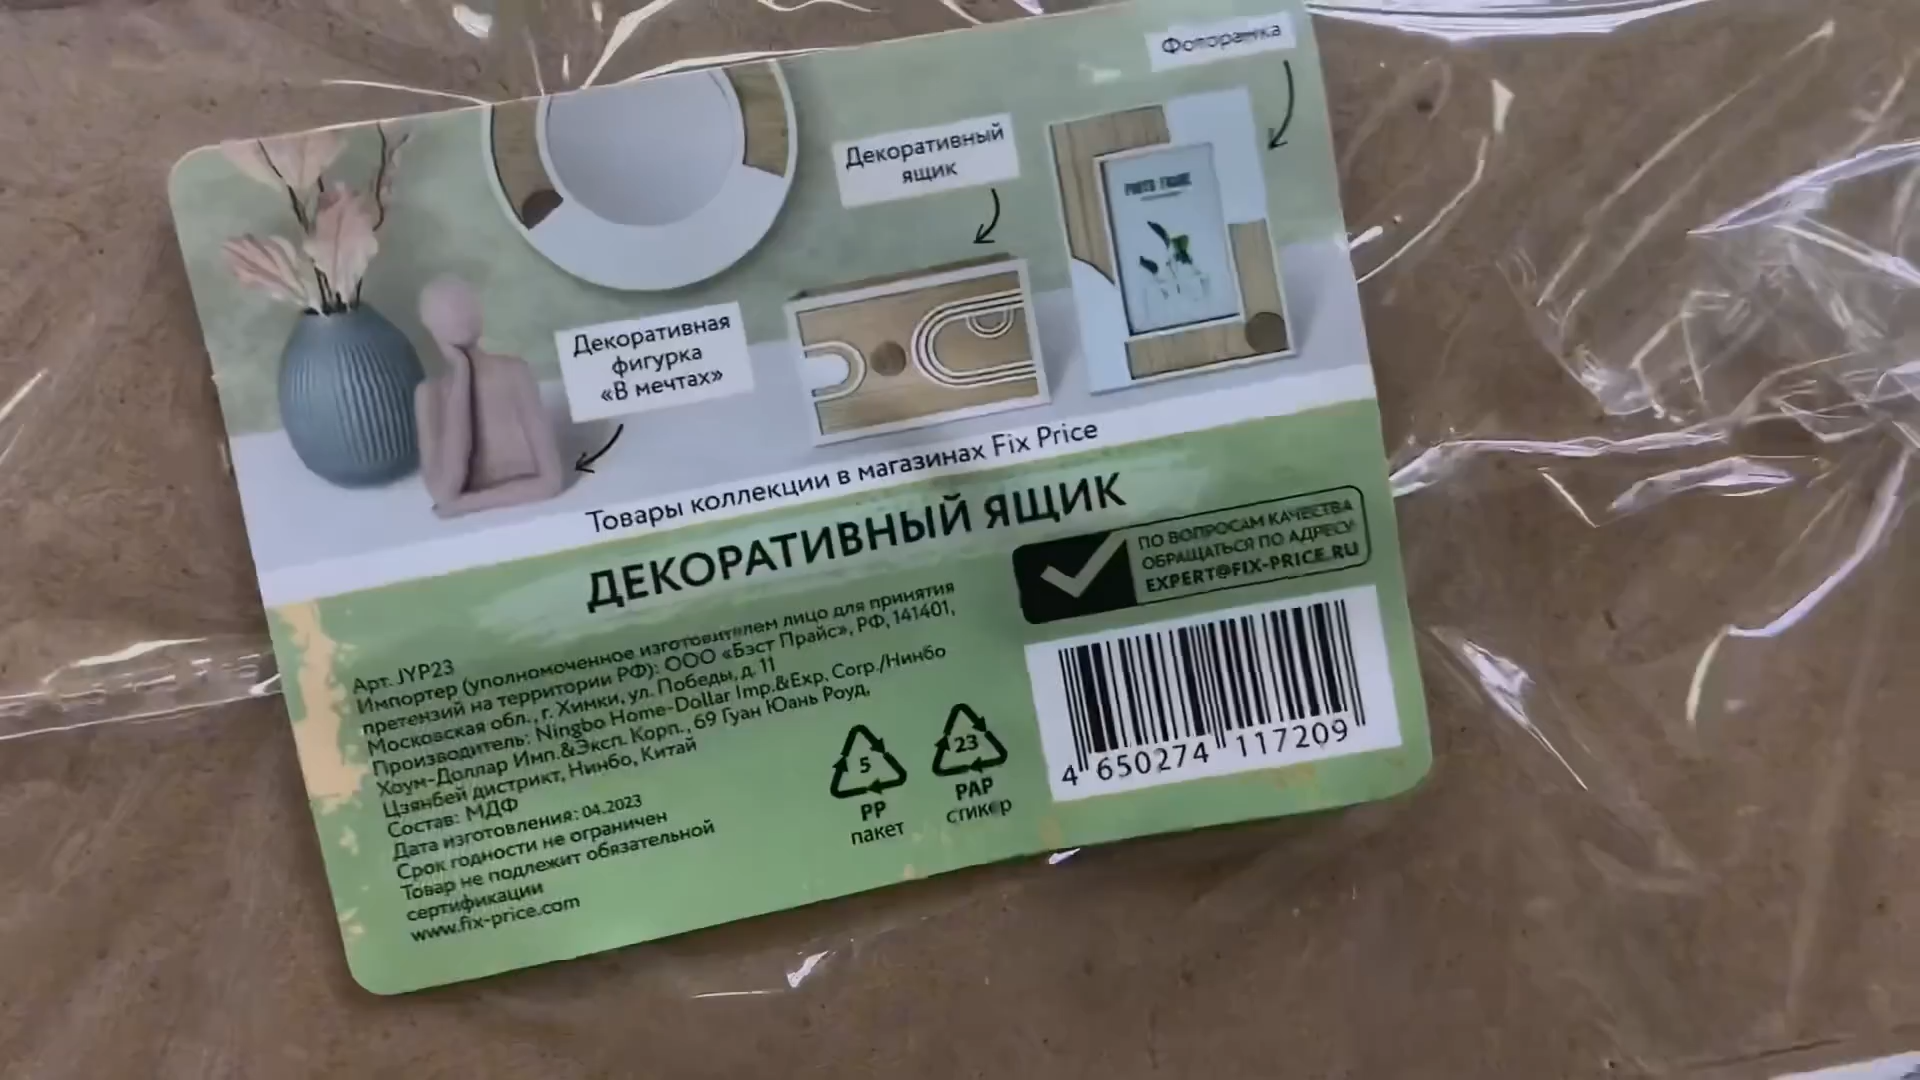 Фоторамка
Декоративный
ящик
PHOTO FRAME
Декоративная
фигурка
«В мечтах»
Товары коллекции в магазинах Fix Price
ДЕКОРАТИВНЫЙ ЯЩИК
ПО ВОПРОСАМ КАЧЕСТВА
ОБРАЩАТЬСЯ ПО АДРЕСУ:
EXPERT@FIX-PRICE.RU
Арт. JYP23
Импортер (уполномоченное изготовителем лицо для принятия
претензий на территории РФ): ООО «Бэст Прайс», РФ, 141401,
Московская обл., г. Химки, ул. Победы, д. 11
Производитель: Ningbo Home-Dollar Imp.&Exp. Corp./Нинбо
Хоум-Доллар Имп.&Эксп. Корп., 69 Гуан Юань Роуд,
Цзянбей дистрикт, Нинбо, Китай
Состав: МДФ
Дата изготовления: 04.2023
Срок годности не ограничен
Товар не подлежит обязательной
сертификации
www.fix-price.com
5
PP
пакет
23
PAP
стикер
4 650274 117209